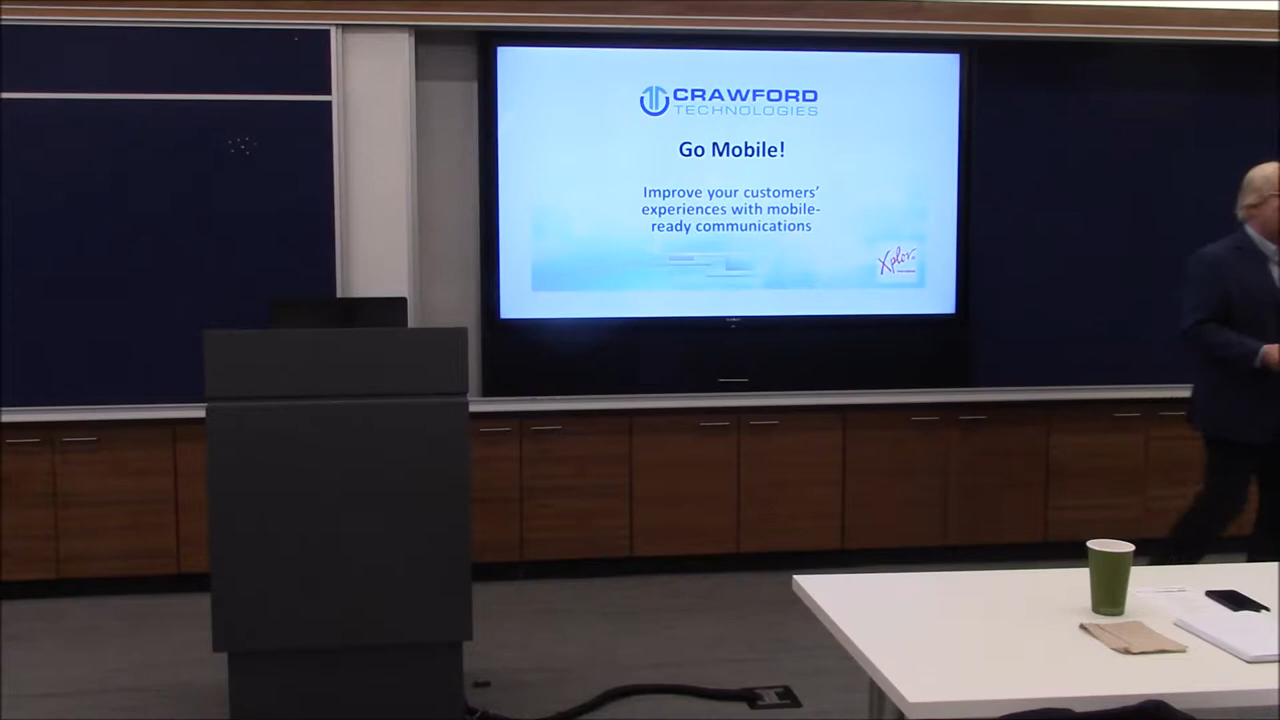 CRAWFORD
TECHNOLOGIES
Go Mobile!
Improve your customers’
experiences with mobile-
ready communications
Xplor